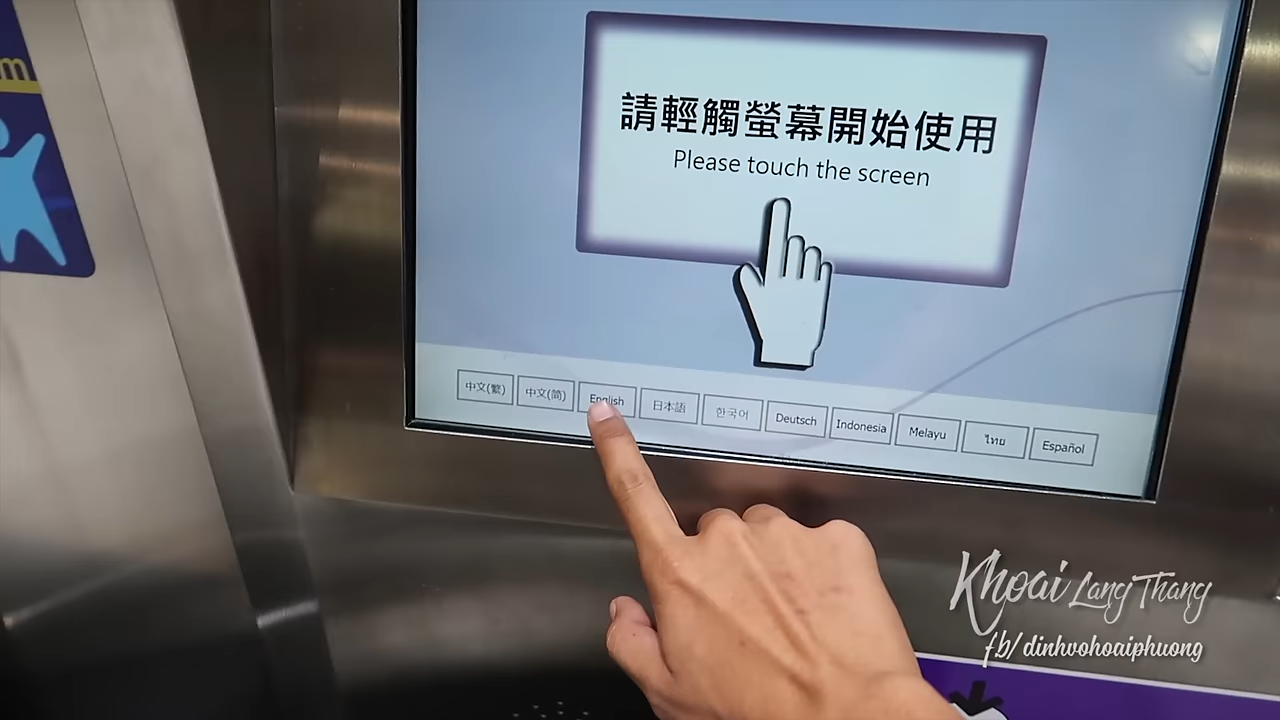 m
請輕觸螢幕開始使用
Please touch the screen
中文(繁) 中文(简) English 日本語 한국어 Deutsch Indonesia Melayu ไทย Español
Khoai Lang Thang
fb/dinhvohoaiphuong